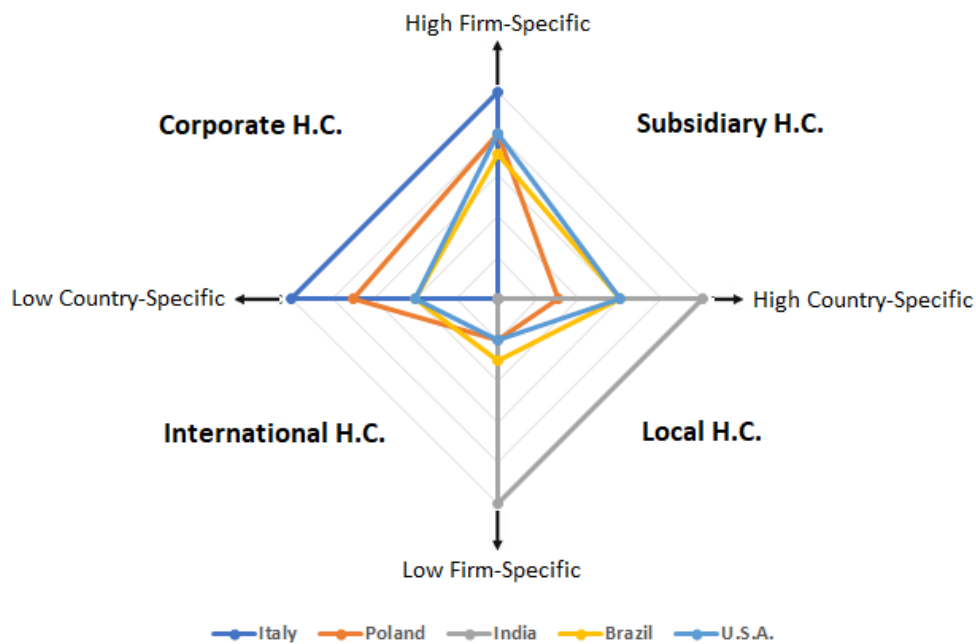 High Firm-Specific
Corporate H.C.
Subsidiary H.C.
Low Country-Specific
High Country-Specific
International H.C.
Local H.C.
Low Firm-Specific
Italy
Poland
India
Brazil
U.S.A.